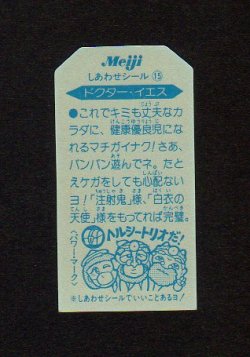 Meiji
しあわせシール⑮
ドクター・イエス
●これでキミも丈夫なカ
ラダに、健康優良児にな
れるマチガイナク!さあ、
バンバン遊んでネ。たと
えケガをしても心配ない
ヨ!「注射鬼」様、「白衣の
天使」様をもってれば完璧。
ヘルシートリオだ!
〈パワー・マーク〉
※しあわせシールでいいことあるヨ!